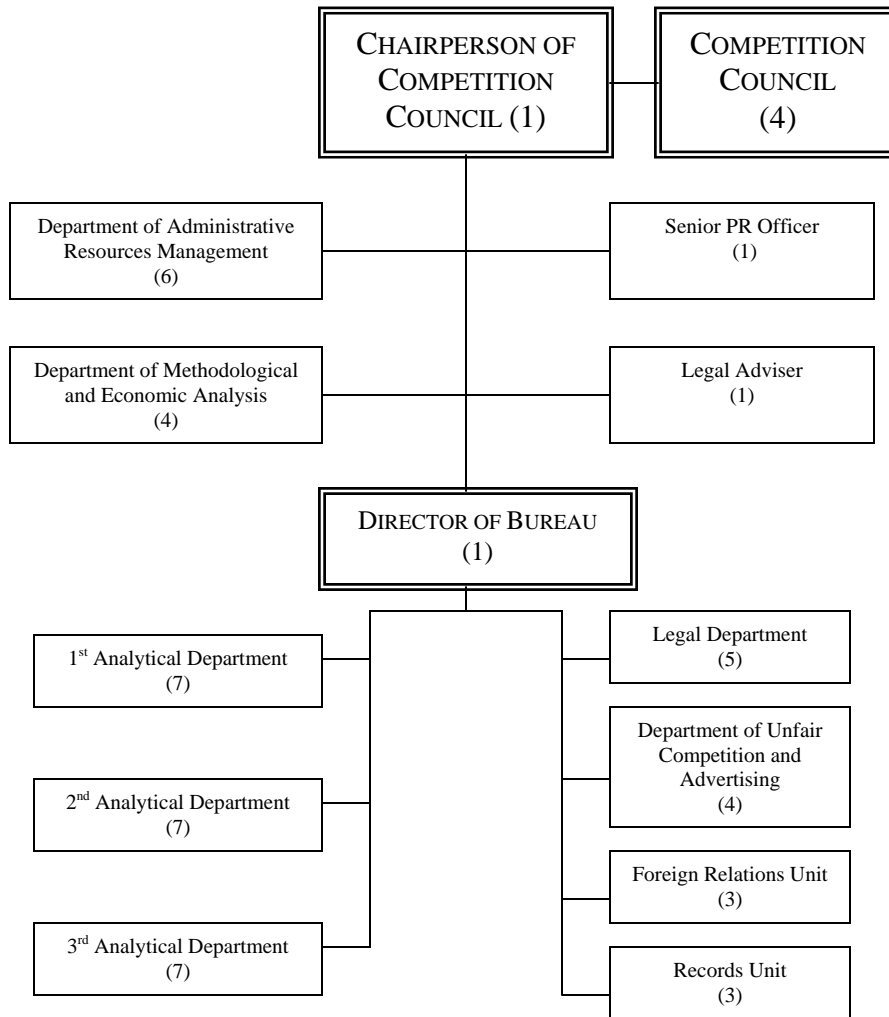 CHAIRPERSON OF
COMPETITION
COUNCIL (1)
COMPETITION
COUNCIL
(4)
Department of Administrative
Resources Management
(6)
Senior PR Officer
(1)
Department of Methodological
and Economic Analysis
(4)
Legal Adviser
(1)
DIRECTOR OF BUREAU
(1)
1st Analytical Department
(7)
2nd Analytical Department
(7)
3rd Analytical Department
(7)
Legal Department
(5)
Department of Unfair
Competition and
Advertising
(4)
Foreign Relations Unit
(3)
Records Unit
(3)